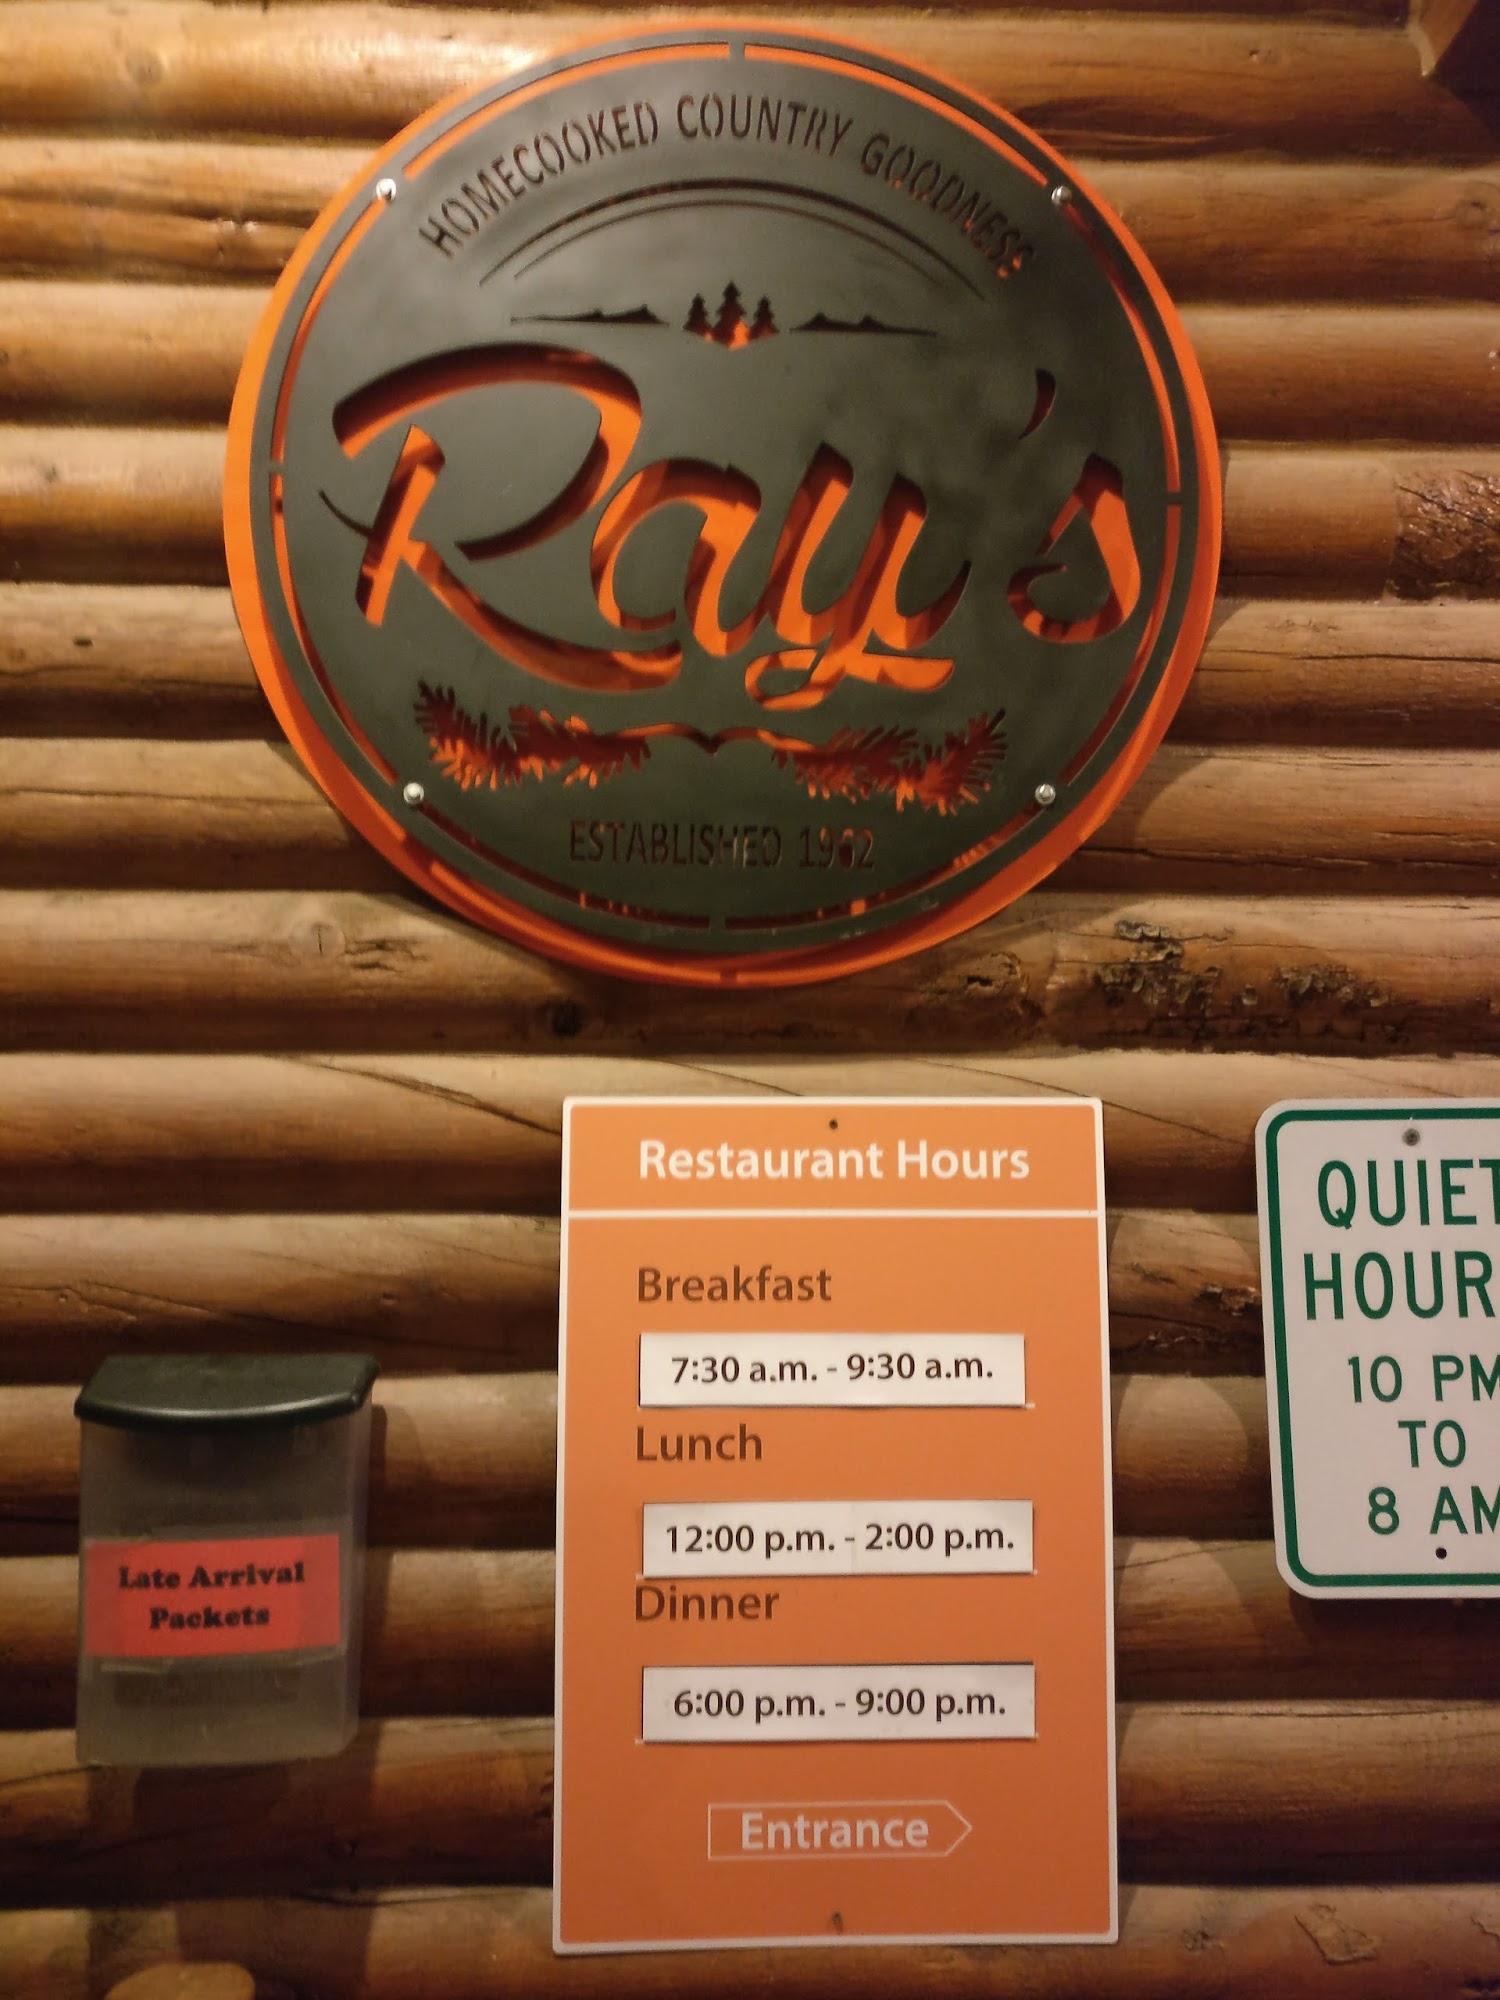 HOMECOOKED COUNTRY GOODNESS
Ray's
ESTABLISHED 1962
Restaurant Hours
Breakfast
7:30 a.m. - 9:30 a.m.
Lunch
12:00 p.m. - 2:00 p.m.
Dinner
6:00 p.m. - 9:00 p.m.
Entrance
Late Arrival
Packets
QUIET
HOUR
10 PM
TO
8 AM